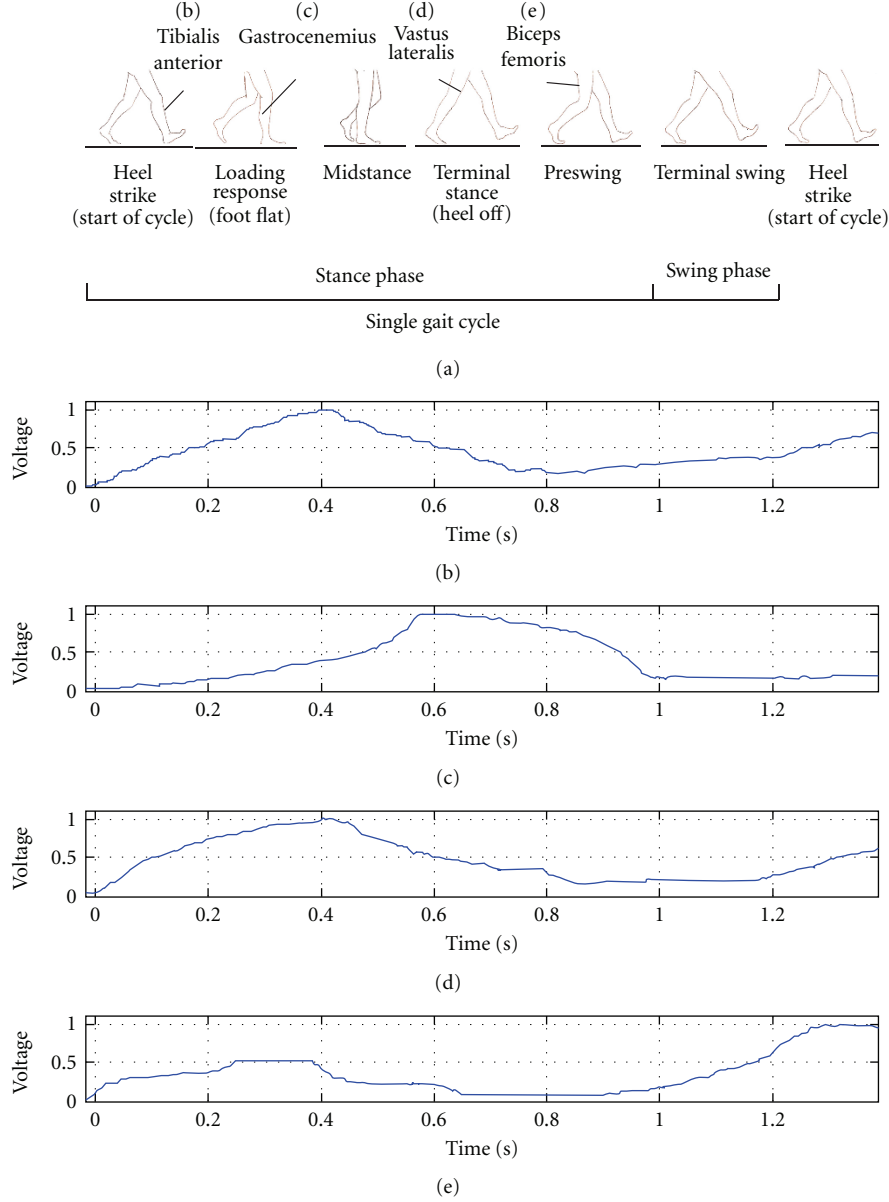 (b) (c) (d) (e)
Tibialis
anterior
Gastrocenemius
Vastus
lateralis
Biceps
femoris
Heel
strike
(start of cycle)
Loading
response
(foot flat)
Midstance
Terminal
stance
(heel off)
Preswing
Terminal swing
Heel
strike
(start of cycle)
Stance phase
Swing phase
Single gait cycle
(a)
Voltage
1
0.5
0
0 0.2 0.4 0.6 0.8 1 1.2
Time (s)
(b)
Voltage
1
0.5
0
0 0.2 0.4 0.6 0.8 1 1.2
Time (s)
(c)
Voltage
1
0.5
0
0 0.2 0.4 0.6 0.8 1 1.2
Time (s)
(d)
Voltage
1
0.5
0
0 0.2 0.4 0.6 0.8 1 1.2
Time (s)
(e)